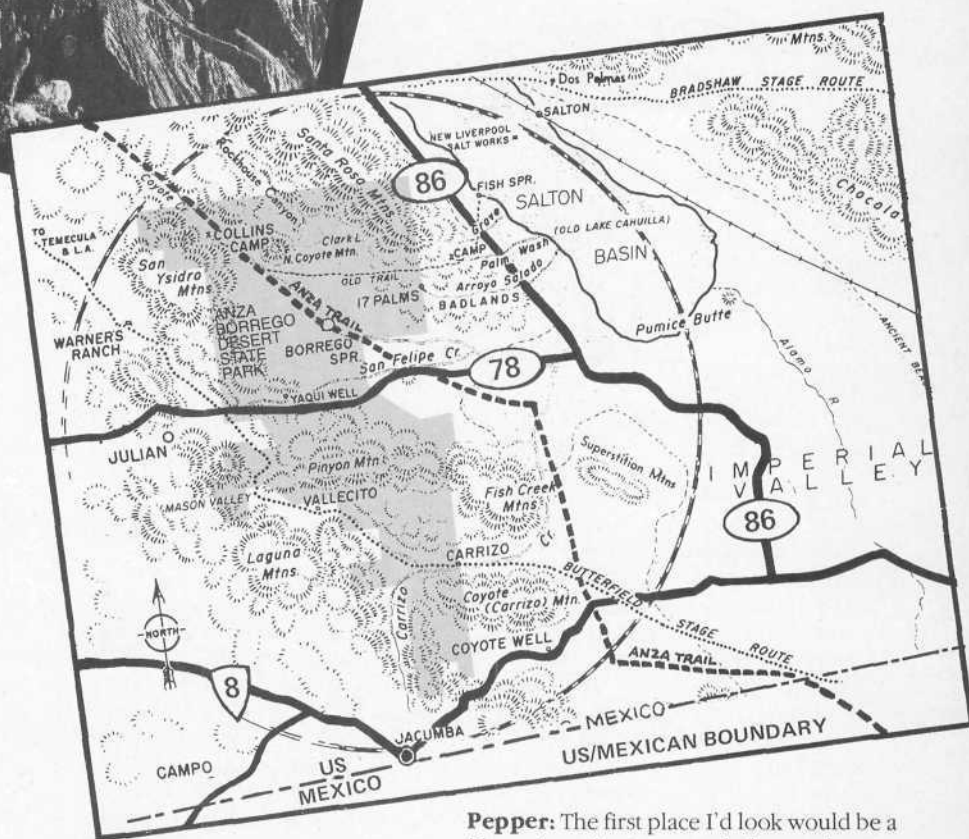 Mtns.
Dos Palmas
BRADSHAW STAGE ROUTE
SALTON
NEW LIVERPOOL
SALT WORKS
Santa Rosa Mtns.
Rockhouse Canyon
Coyote
86
FISH SPR.
SALTON
Chocola
TO
TEMECULA
& L.A.
COLLINS
CAMP
Clark L.
N. Coyote Mtn.
Grave
CAMP
Palm Wash
(OLD LAKE CAHUILLA)
BASIN
San
Ysidro
Mtns
OLD TRAIL
Arroyo Salado
ANZA TRAIL
17 PALMS
BADLANDS
WARNER'S
RANCH
ANZA
BORREGO
DESERT
STATE
PARK
BORREGO
SPR.
San Felipe Cr.
Pumice Butte
78
Alamo R.
ANCIENT BEA
YAQUI WELL
JULIAN
Pinyon Mtn.
Superstition Mtns
IMPERIAL
VALLEY
MASON VALLEY
VALLECITO
Fish Creek
Mtns
86
Laguna
Mtns.
CARRIZO
Cr.
BUTTERFIELD STAGE ROUTE
Carrizo
Coyote
(Carrizo) Mtn.
NORTH
COYOTE WELL
ANZA TRAIL
8
JACUMBA
MEXICO
US/MEXICAN BOUNDARY
CAMPO
US
MEXICO
Pepper: The first place I'd look would be a